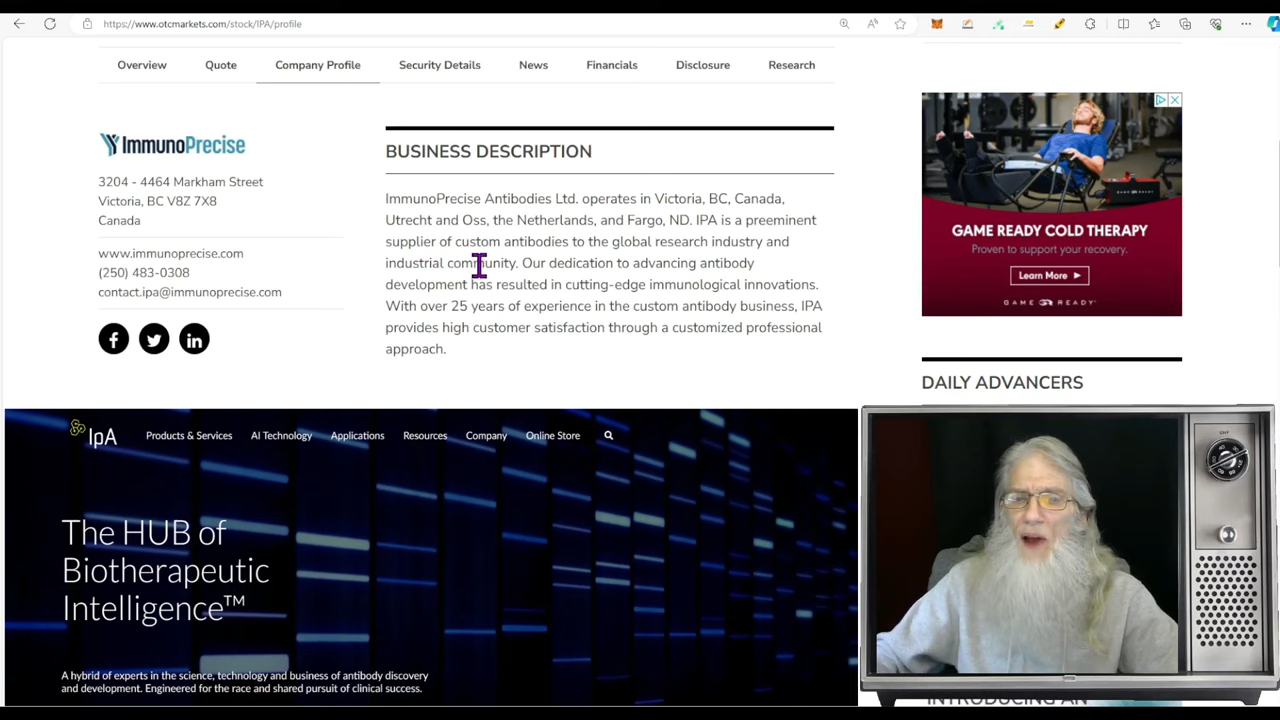 https://www.otcmarkets.com/stock/IPA/profile
Overview Quote Company Profile Security Details News Financials Disclosure Research
ImmunoPrecise
3204 - 4464 Markham Street
Victoria, BC V8Z 7X8
Canada
www.immunoprecise.com
(250) 483-0308
contact.ipa@immunoprecise.com
BUSINESS DESCRIPTION
ImmunoPrecise Antibodies Ltd. operates in Victoria, BC, Canada,
Utrecht and Oss, the Netherlands, and Fargo, ND. IPA is a preeminent
supplier of custom antibodies to the global research industry and
industrial community. Our dedication to advancing antibody
development has resulted in cutting-edge immunological innovations.
With over 25 years of experience in the custom antibody business, IPA
provides high customer satisfaction through a customized professional
approach.
GAME READY COLD THERAPY
Proven to support your recovery.
Learn More
GAME READY
DAILY ADVANCERS
IpA Products & Services AI Technology Applications Resources Company Online Store
The HUB of
Biotherapeutic
Intelligence™
A hybrid of experts in the science, technology and business of antibody discovery
and development. Engineered for the race and shared pursuit of clinical success.
INTRODUCING AN